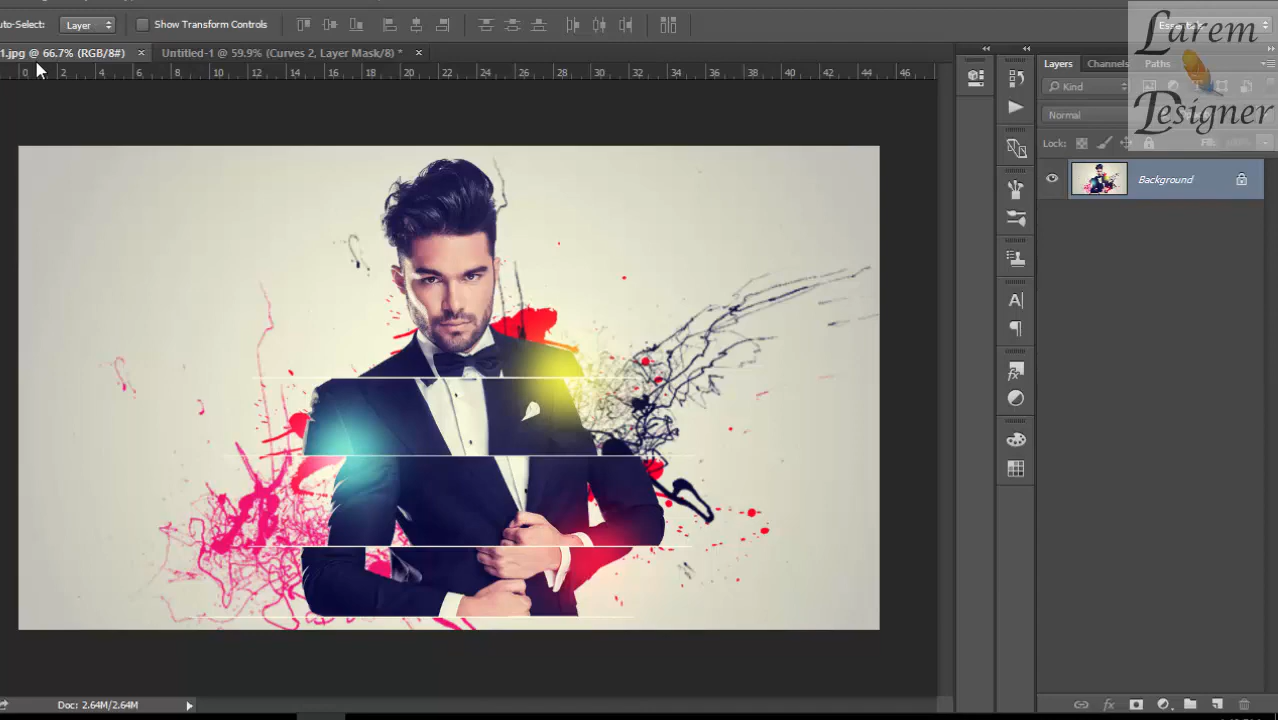 uto-Select: Layer Show Transform Controls
1.jpg @ 66.7% (RGB/8#) × Untitled-1 @ 59.9% (Curves 2, Layer Mask/8) * ×
0 2 4 6 8 10 12 14 16 18 20 22 24 26 28 30 32 34 36 38 40 42 44 46
Larem
Designer
Layers Channels Paths
Kind
Normal
Lock: Fill: 100%
Background
Doc: 2.64M/2.64M